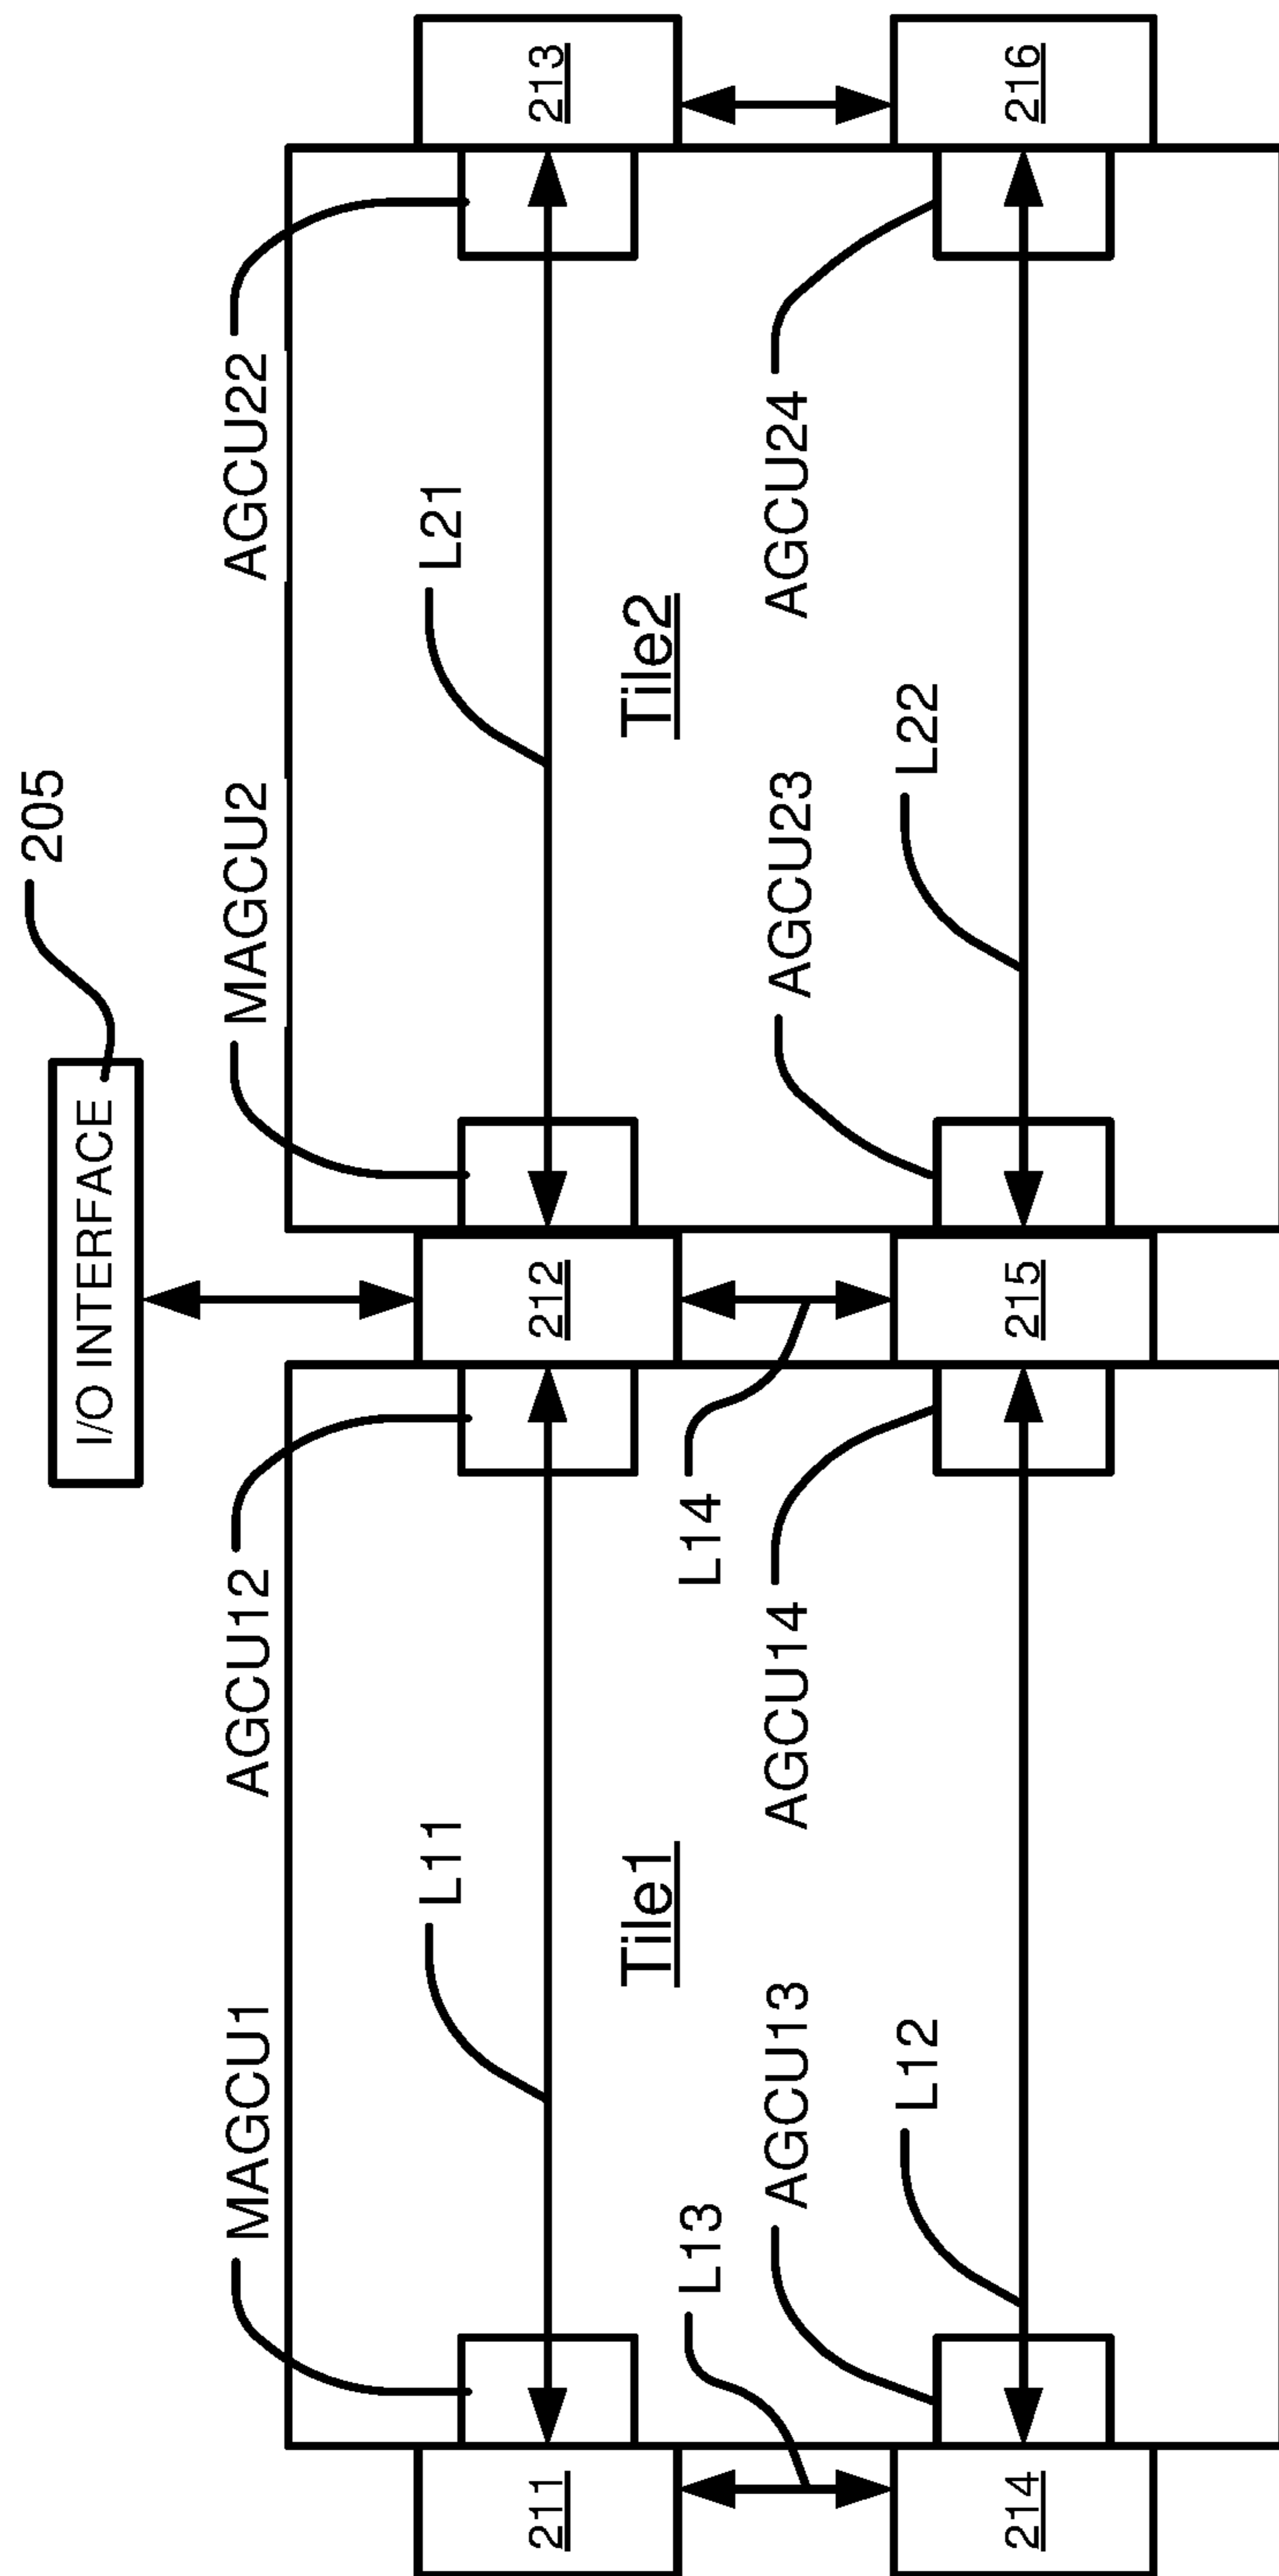 I/O INTERFACE
205
MAGCU1
AGCU12
MAGCU2
AGCU22
L11
L21
211
212
213
Tile1
Tile2
L13
L14
AGCU13
AGCU14
AGCU23
AGCU24
L12
L22
214
215
216